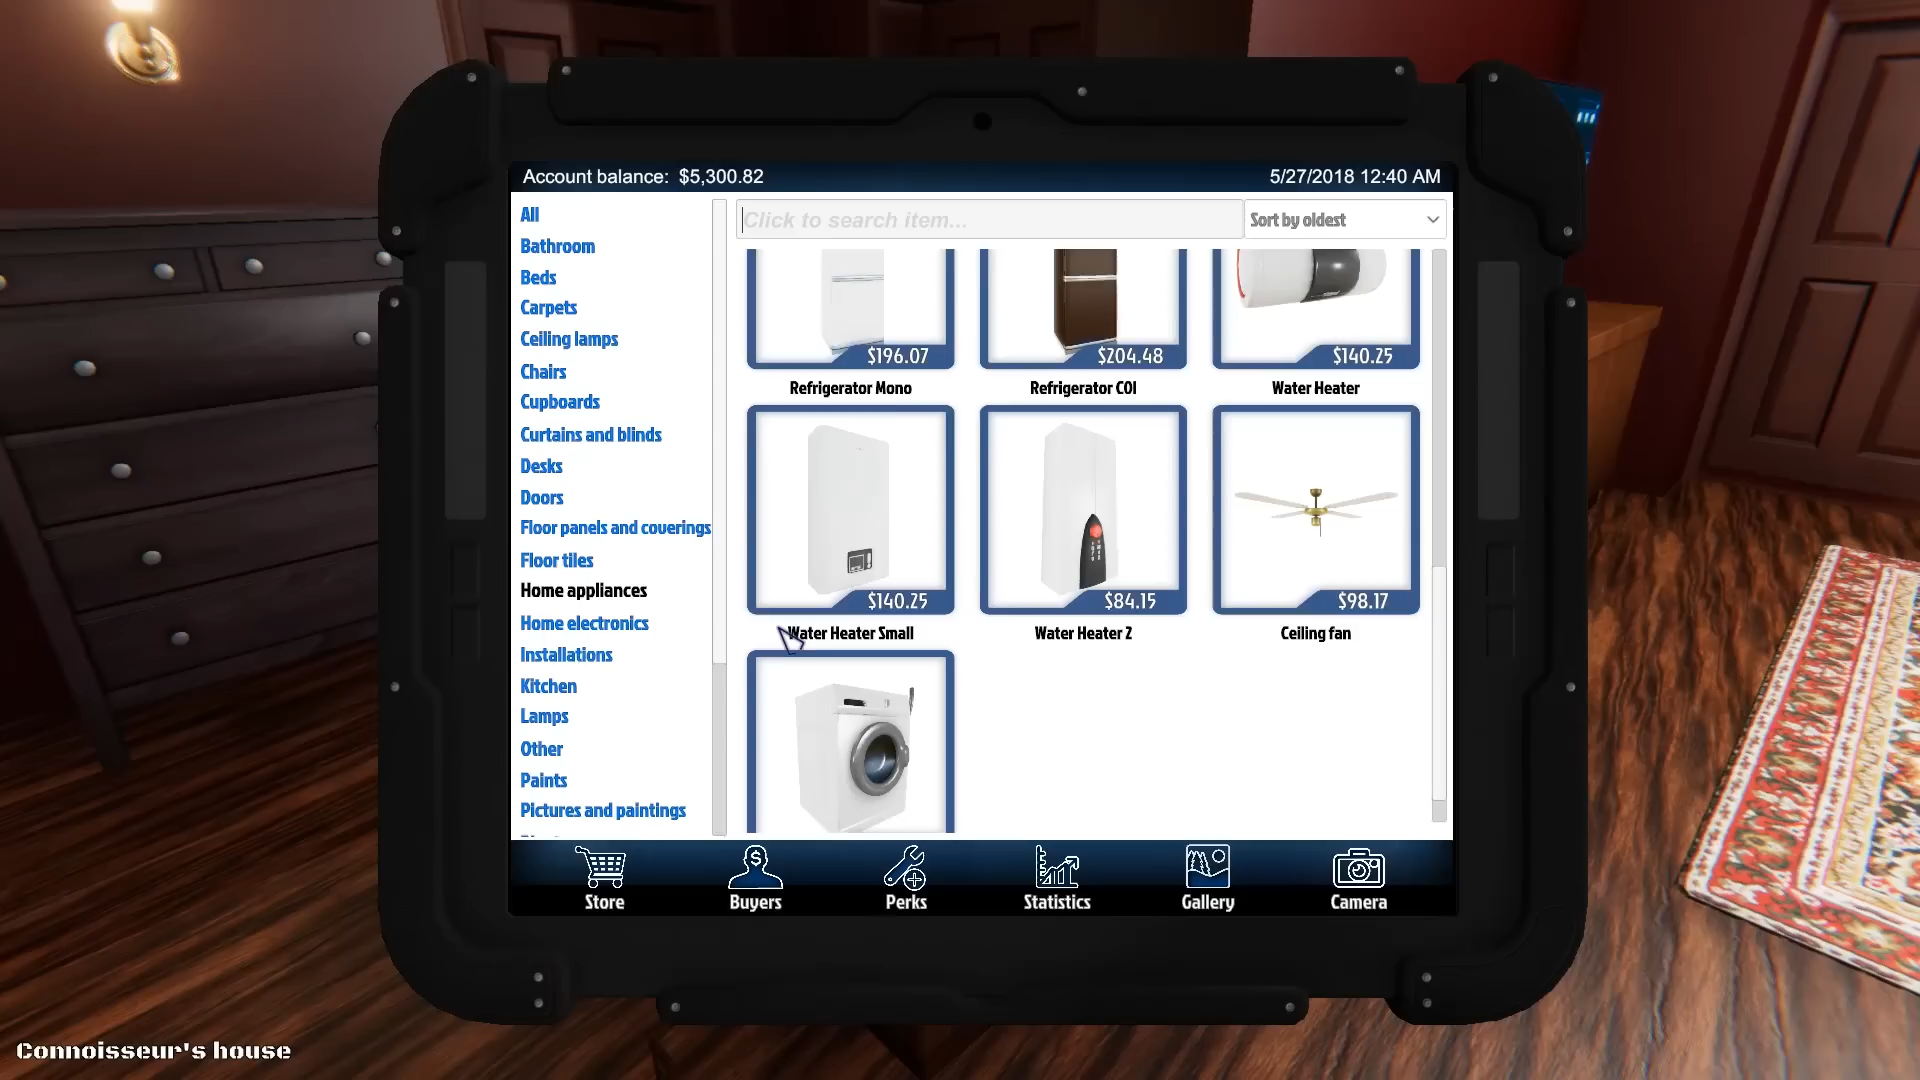 Account balance: $5,300.82
5/27/2018 12:40 AM
All
Bathroom
Beds
Carpets
Ceiling lamps
Chairs
Cupboards
Curtains and blinds
Desks
Doors
Floor panels and coverings
Floor tiles
Home appliances
Home electronics
Installations
Kitchen
Lamps
Other
Paints
Pictures and paintings
Click to search item...
Sort by oldest
$196.07
$204.48
$140.25
Refrigerator Mono
Refrigerator COI
Water Heater
$140.25
$84.15
$98.17
Water Heater Small
Water Heater 2
Ceiling fan
Store
Buyers
Perks
Statistics
Gallery
Camera
Connoisseur's house